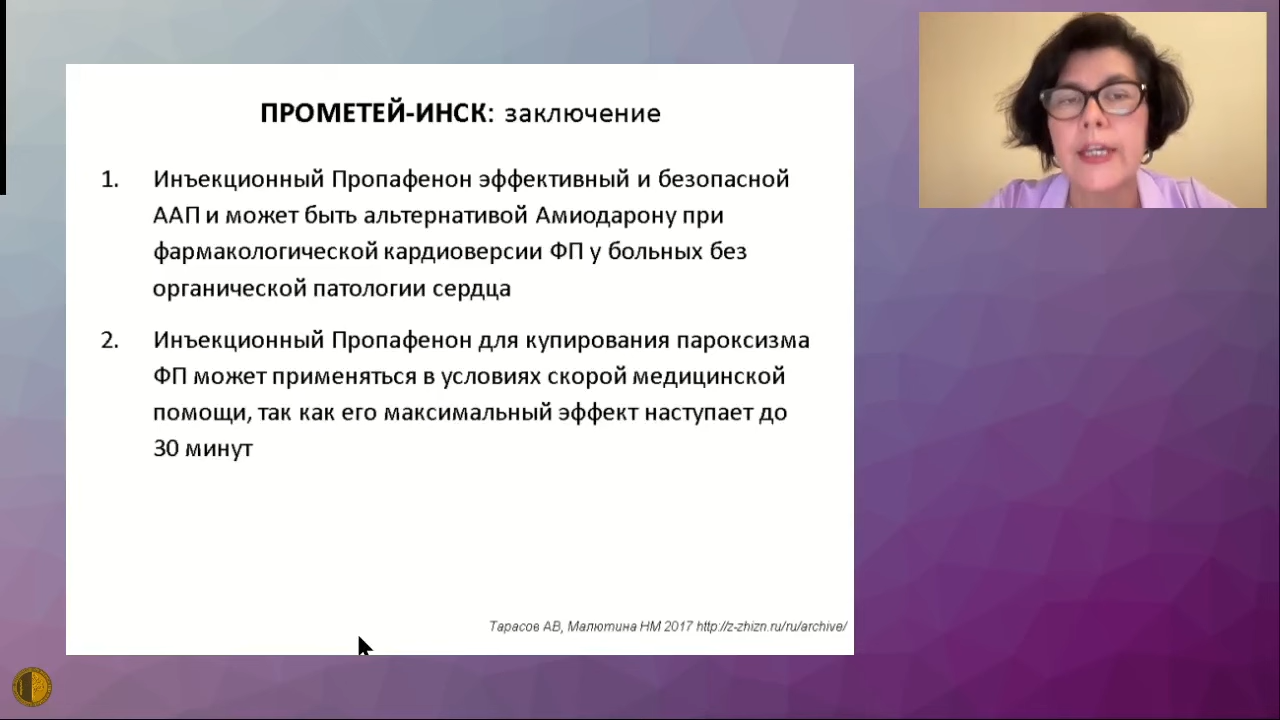 ПРОМЕТЕЙ-ИНСК: заключение
1. Инъекционный Пропафенон эффективный и безопасной
ААП и может быть альтернативой Амиодарону при
фармакологической кардиоверсии ФП у больных без
органической патологии сердца
2. Инъекционный Пропафенон для купирования пароксизма
ФП может применяться в условиях скорой медицинской
помощи, так как его максимальный эффект наступает до
30 минут
Тарасов АВ, Малютина НМ 2017 http://z-zhizn.ru/ru/archive/